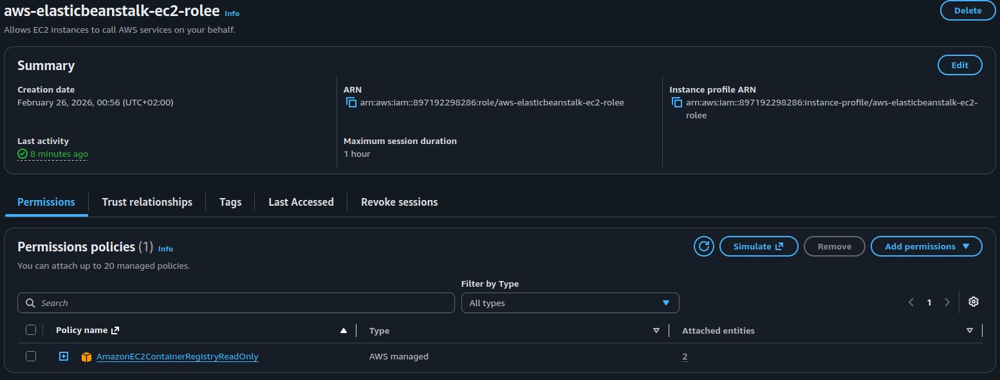 aws-elasticbeanstalk-ec2-rolee Info
Delete
Allows EC2 instances to call AWS services on your behalf.
Summary
Edit
Creation date
February 26, 2026, 00:56 (UTC+02:00)
ARN
arn:aws:iam::897192298286:role/aws-elasticbeanstalk-ec2-rolee
Instance profile ARN
arn:aws:iam::897192298286:instance-profile/aws-elasticbeanstalk-ec2-
rolee
Last activity
8 minutes ago
Maximum session duration
1 hour
Permissions
Trust relationships
Tags
Last Accessed
Revoke sessions
Permissions policies (1) Info
Simulate
Remove
Add permissions
You can attach up to 20 managed policies.
Filter by Type
Search
All types
1
Policy name
Type
Attached entities
AmazonEC2ContainerRegistryReadOnly
AWS managed
2